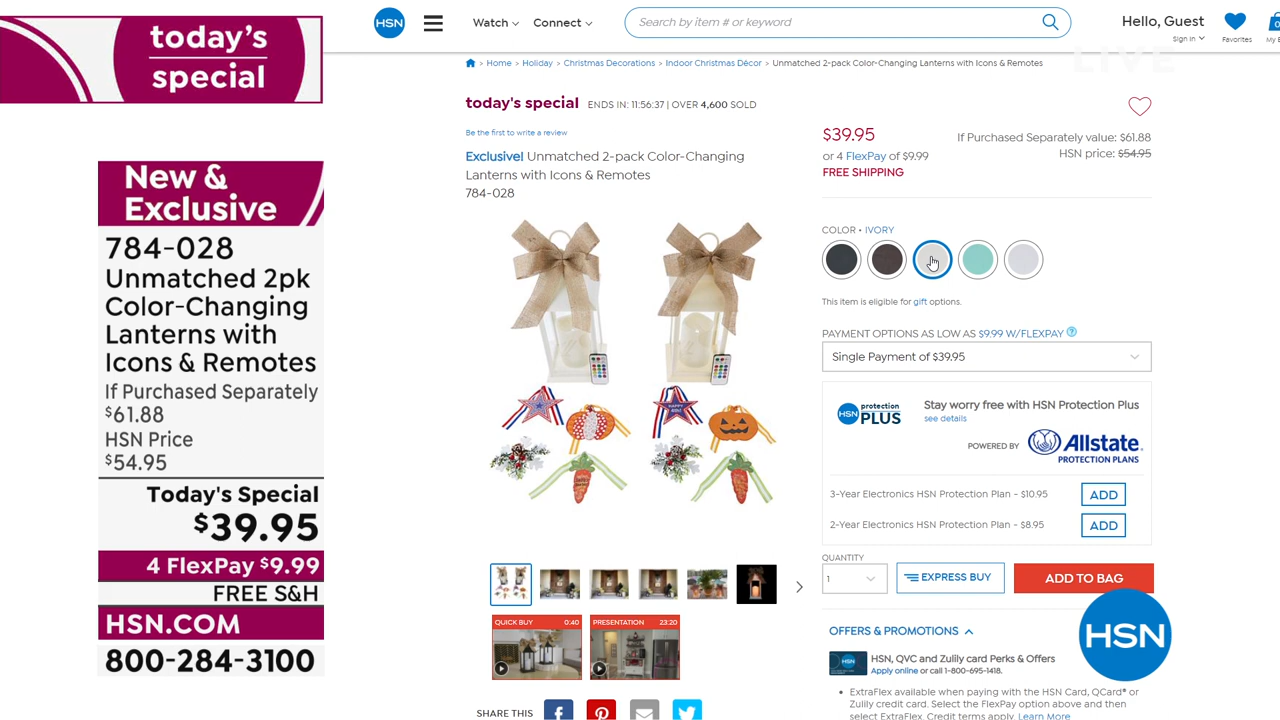 today's
special
New &
Exclusive
784-028
Unmatched 2pk
Color-Changing
Lanterns with
Icons & Remotes
If Purchased Separately
$61.88
HSN Price
$54.95
Today's Special
$39.95
4 FlexPay $9.99
FREE S&H
HSN.COM
800-284-3100
HSN
Watch
Connect
Search by item # or keyword
Hello, Guest
Sign In
Favorites
0
My B
LIVE
> Home > Holiday > Christmas Decorations > Indoor Christmas Décor > Unmatched 2-pack Color-Changing Lanterns with Icons & Remotes
today's special ENDS IN: 11:56:37 | OVER 4,600 SOLD
Be the first to write a review
Exclusive! Unmatched 2-pack Color-Changing
Lanterns with Icons & Remotes
784-028
QUICK BUY 0:40
PRESENTATION 23:20
SHARE THIS
$39.95
or 4 FlexPay of $9.99
FREE SHIPPING
If Purchased Separately value: $61.88
HSN price: $54.95
COLOR • IVORY
This item is eligible for gift options.
PAYMENT OPTIONS AS LOW AS $9.99 W/FLEXPAY ?
Single Payment of $39.95
HSN protection PLUS
Stay worry free with HSN Protection Plus
see details
POWERED BY Allstate
PROTECTION PLANS
3-Year Electronics HSN Protection Plan - $10.95 ADD
2-Year Electronics HSN Protection Plan - $8.95 ADD
QUANTITY
1
EXPRESS BUY
ADD TO BAG
OFFERS & PROMOTIONS
HSN
HSN, QVC and Zulily card Perks & Offers
Apply online or call 1-800-695-1418.
• ExtraFlex available when paying with the HSN Card, QCard® or
Zulily credit card. Select the FlexPay option above and then
select ExtraFlex. Credit terms apply. Learn More
HSN